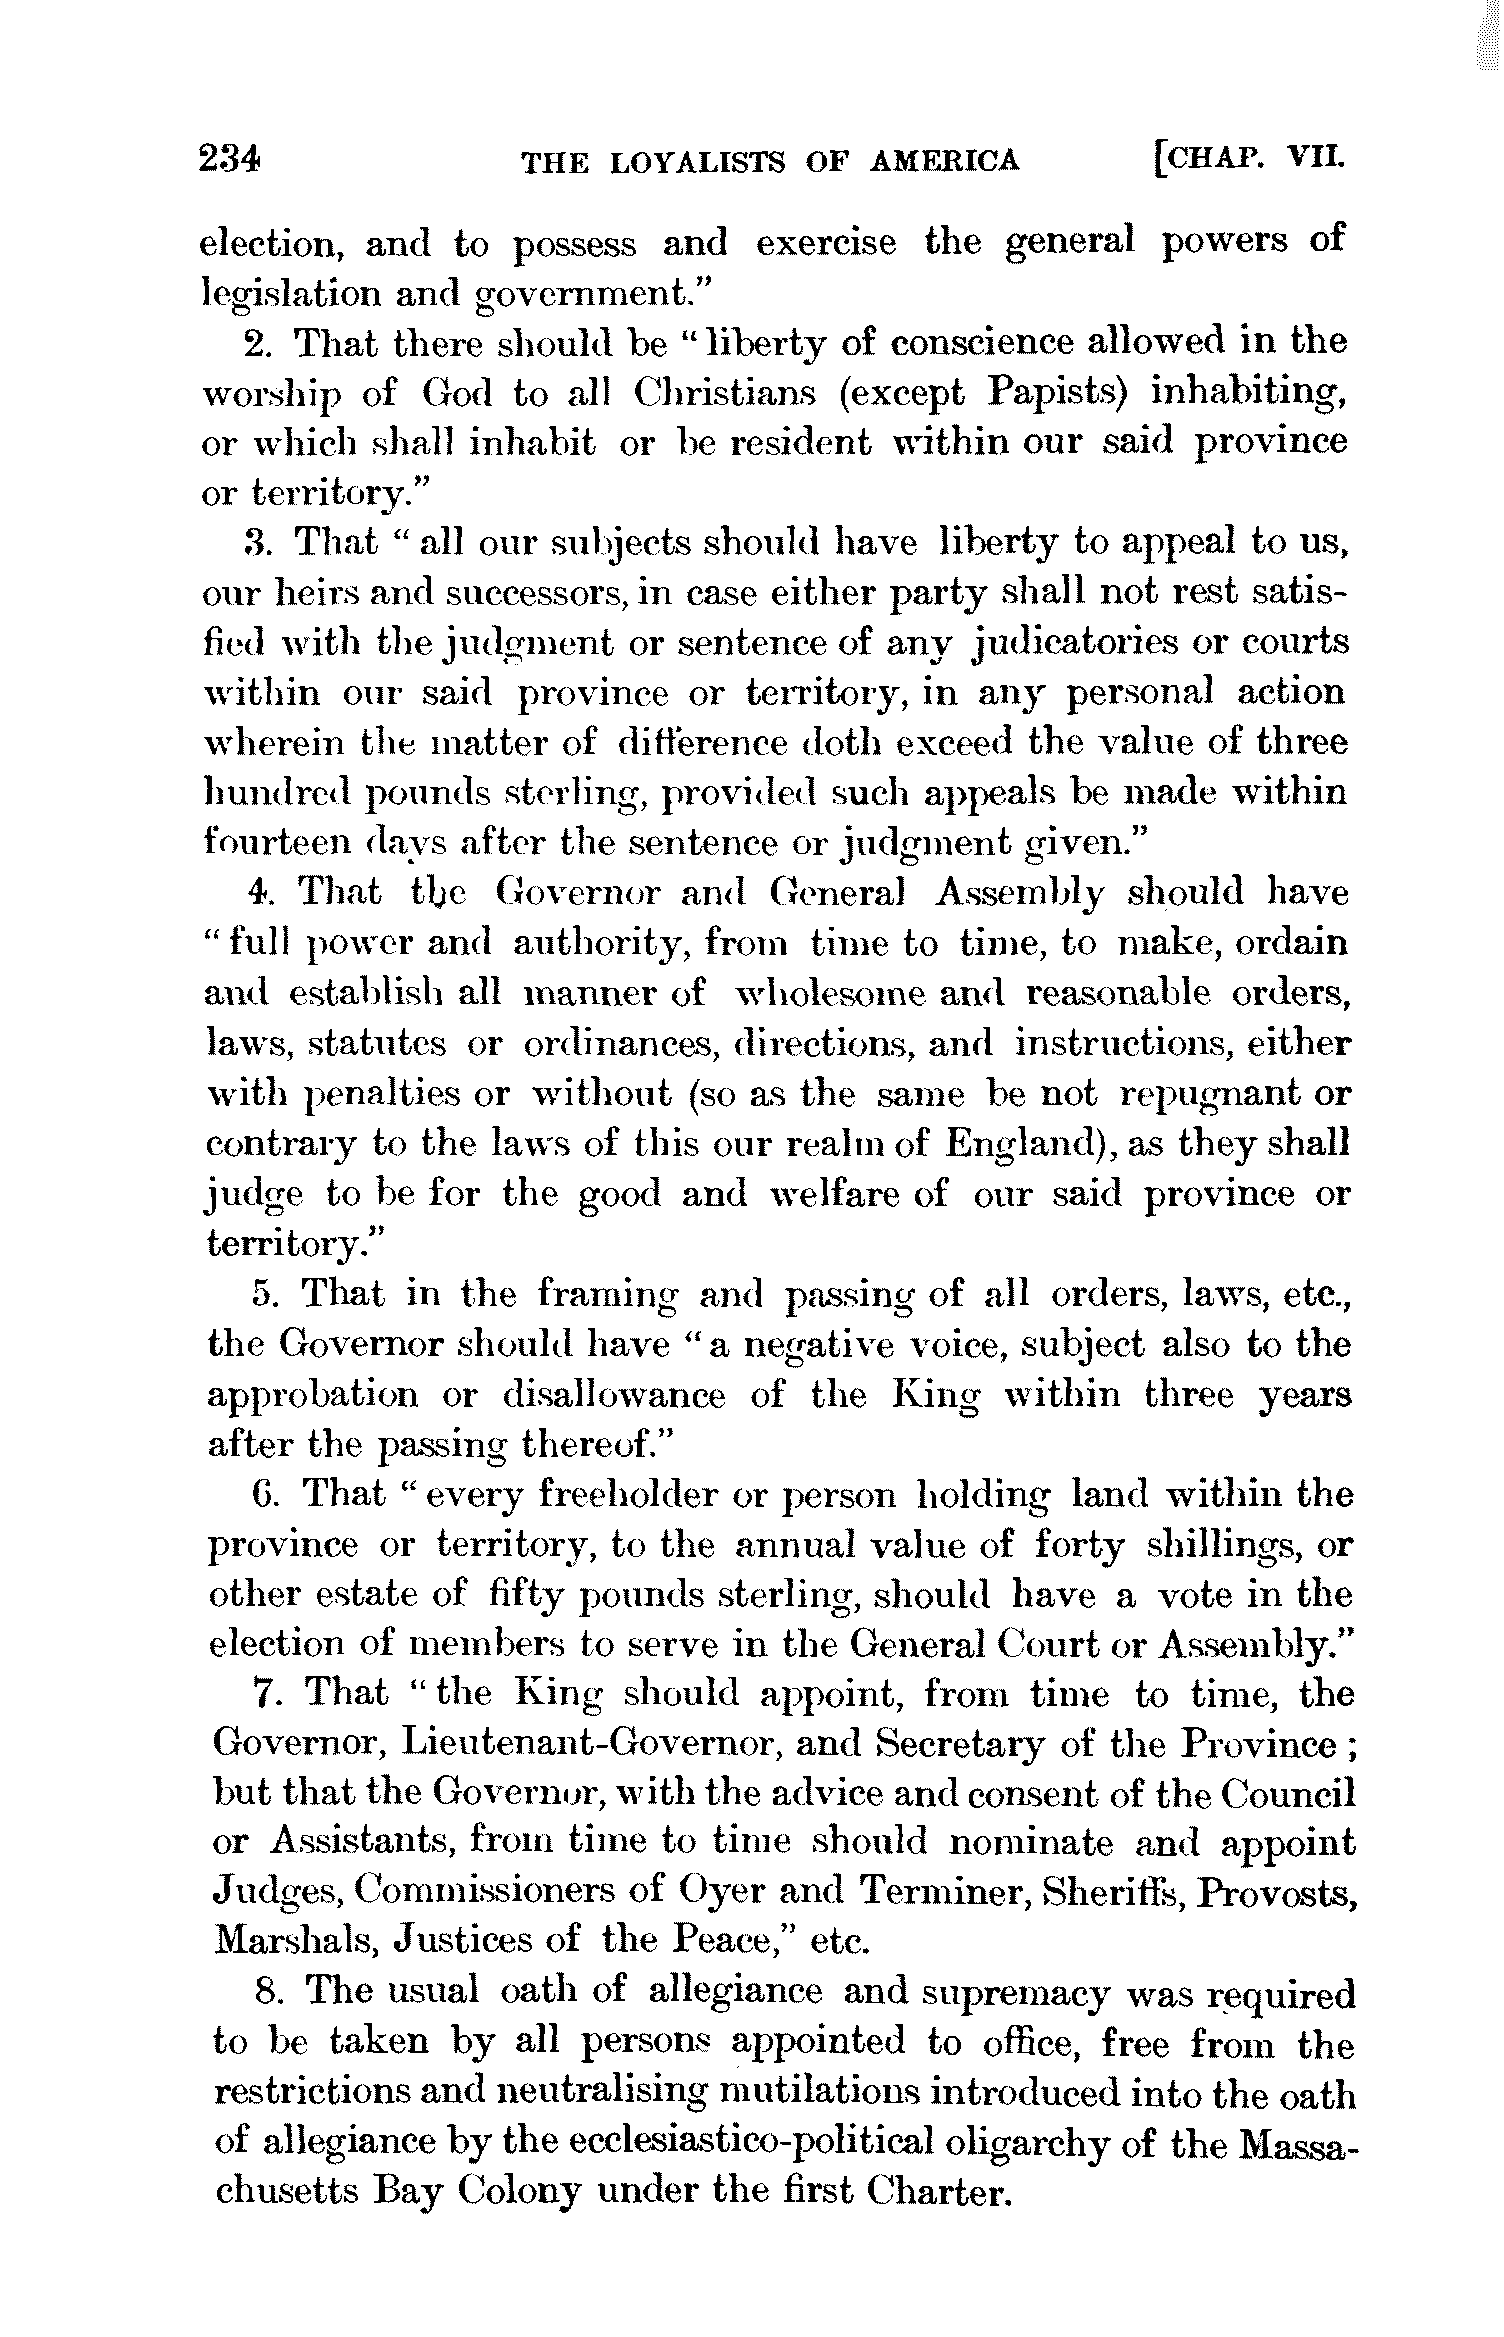 234 THE LOYALISTS OF AMERICA [CHAP. VII.
election, and to possess and exercise the general powers of
legislation and government."
2. That there should be "liberty of conscience allowed in the
worship of God to all Christians (except Papists) inhabiting,
or which shall inhabit or be resident within our said province
or territory."
3. That "all our subjects should have liberty to appeal to us,
our heirs and successors, in case either party shall not rest satis-
fied with the judgment or sentence of any judicatories or courts
within our said province or territory, in any personal action
wherein the matter of difference doth exceed the value of three
hundred pounds sterling, provided such appeals be made within
fourteen days after the sentence or judgment given."
4. That the Governor and General Assembly should have
"full power and authority, from time to time, to make, ordain
and establish all manner of wholesome and reasonable orders,
laws, statutes or ordinances, directions, and instructions, either
with penalties or without (so as the same be not repugnant or
contrary to the laws of this our realm of England), as they shall
judge to be for the good and welfare of our said province or
territory."
5. That in the framing and passing of all orders, laws, etc.,
the Governor should have "a negative voice, subject also to the
approbation or disallowance of the King within three years
after the passing thereof."
6. That "every freeholder or person holding land within the
province or territory, to the annual value of forty shillings, or
other estate of fifty pounds sterling, should have a vote in the
election of members to serve in the General Court or Assembly."
7. That "the King should appoint, from time to time, the
Governor, Lieutenant-Governor, and Secretary of the Province;
but that the Governor, with the advice and consent of the Council
or Assistants, from time to time should nominate and appoint
Judges, Commissioners of Oyer and Terminer, Sheriffs, Provosts,
Marshals, Justices of the Peace," etc.
8. The usual oath of allegiance and supremacy was required
to be taken by all persons appointed to office, free from the
restrictions and neutralising mutilations introduced into the oath
of allegiance by the ecclesiastico-political oligarchy of the Massa-
chusetts Bay Colony under the first Charter.